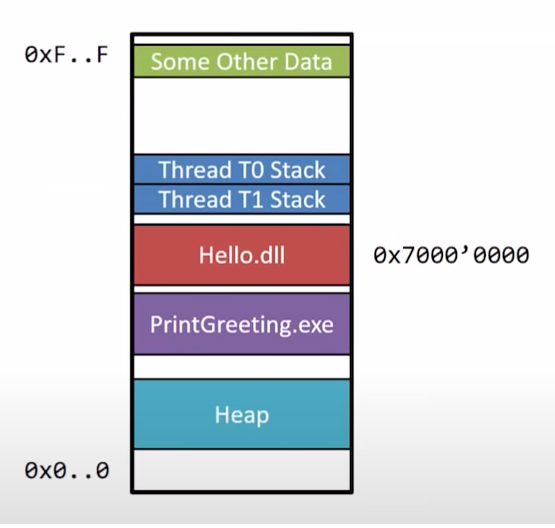 0xF..F
Some Other Data
Thread T0 Stack
Thread T1 Stack
Hello.dll
0x7000’0000
PrintGreeting.exe
Heap
0x0..0